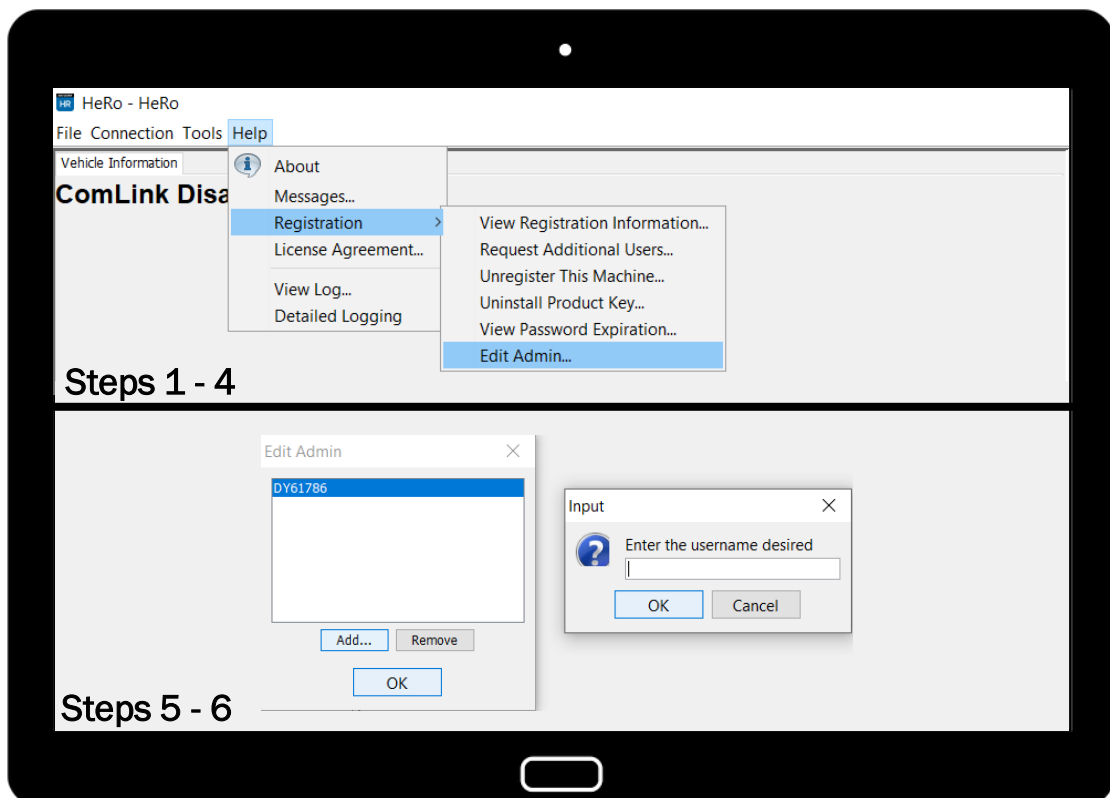 HR HeRo - HeRo
File Connection Tools Help
Vehicle Information
ComLink Disa
About
Messages...
Registration >
License Agreement...
View Log...
Detailed Logging
View Registration Information...
Request Additional Users...
Unregister This Machine...
Uninstall Product Key...
View Password Expiration...
Edit Admin...
Steps 1 - 4
Edit Admin
DY61786
Add... Remove
OK
Input
Enter the username desired
OK Cancel
Steps 5 - 6